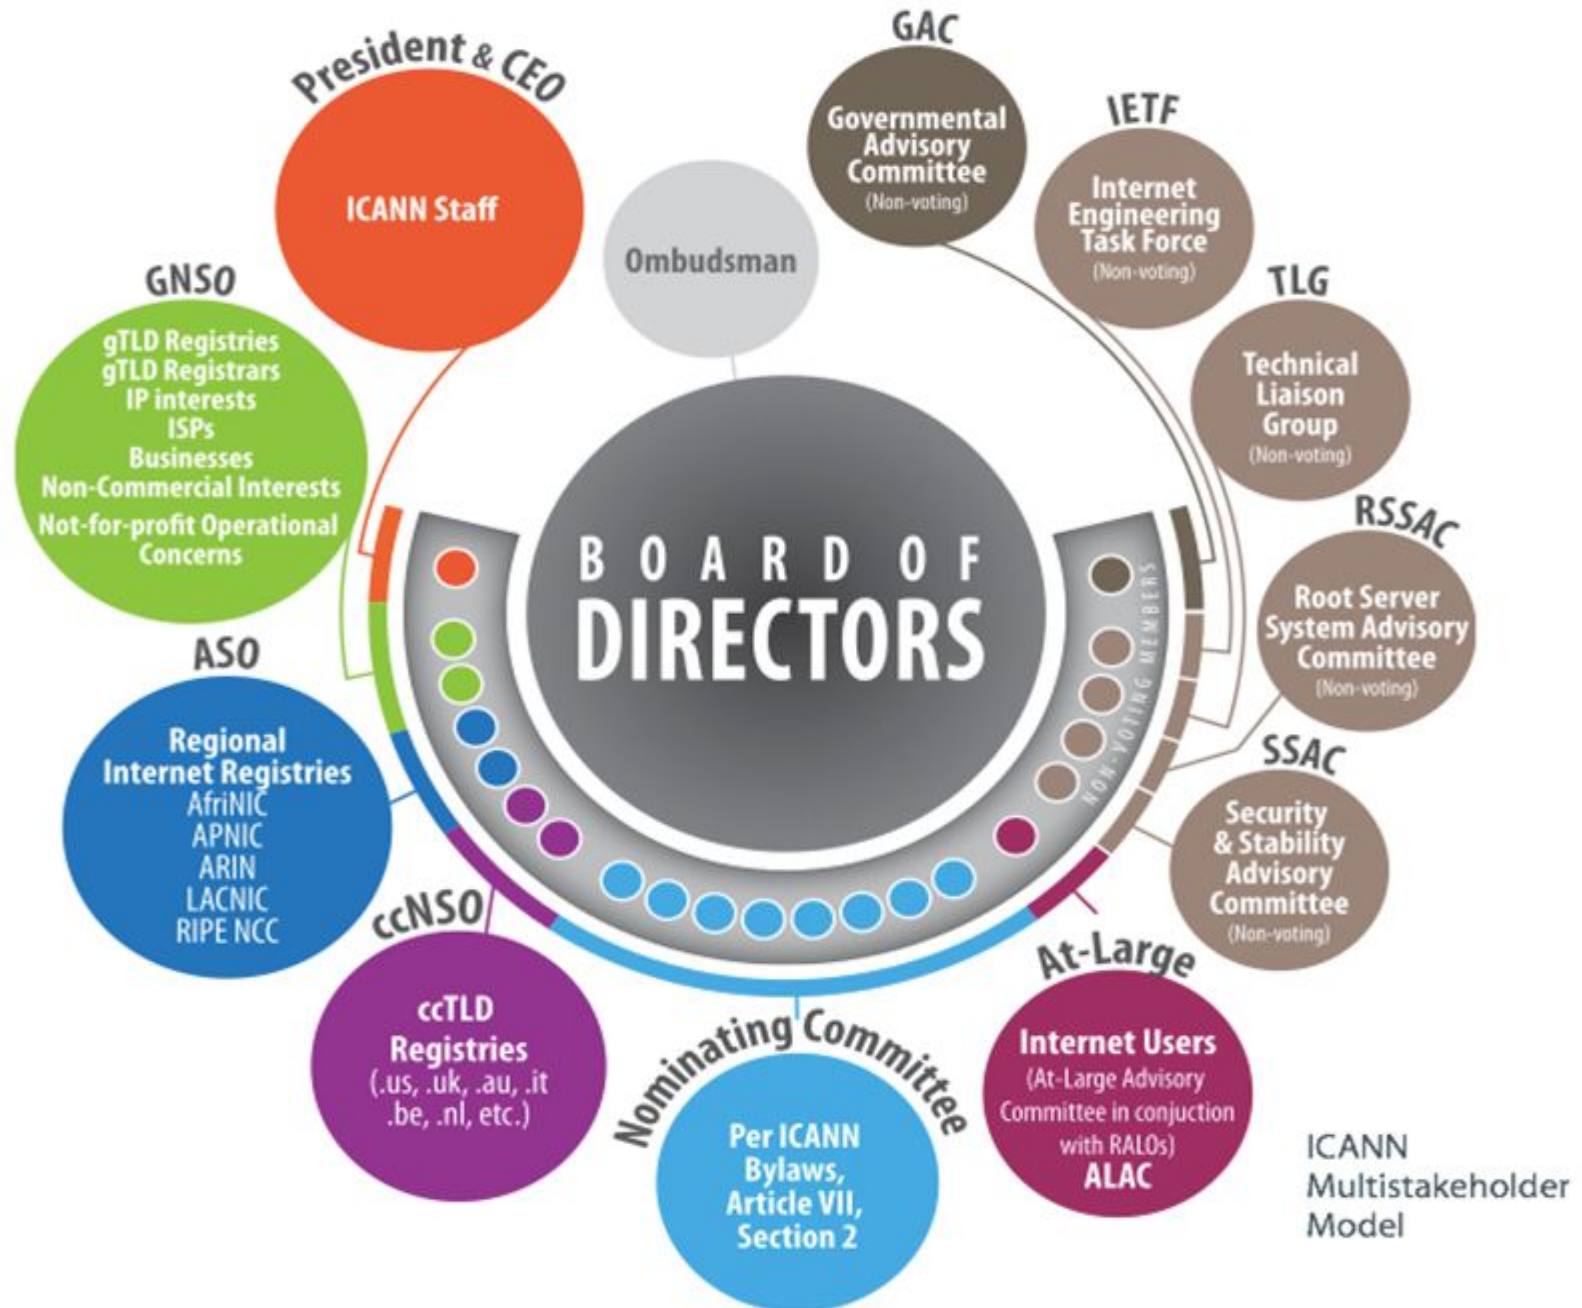 President & CEO
ICANN Staff
Ombudsman
GAC
Governmental
Advisory
Committee
(Non-voting)
IETF
Internet
Engineering
Task Force
(Non-voting)
TLG
Technical
Liaison
Group
(Non-voting)
RSSAC
Root Server
System Advisory
Committee
(Non-voting)
SSAC
Security
& Stability
Advisory
Committee
(Non-voting)
At-Large
Internet Users
(At-Large Advisory
Committee in conjuction
with RALOs)
ALAC
Nominating Committee
Per ICANN
Bylaws,
Article VII,
Section 2
ccNSO
ccTLD
Registries
(.us, .uk, .au, .it
.be, .nl, etc.)
ASO
Regional
Internet Registries
AfriNIC
APNIC
ARIN
LACNIC
RIPE NCC
GNSO
gTLD Registries
gTLD Registrars
IP interests
ISPs
Businesses
Non-Commercial Interests
Not-for-profit Operational
Concerns
BOARD OF
DIRECTORS
NON-VOTING MEMBERS
ICANN
Multistakeholder
Model